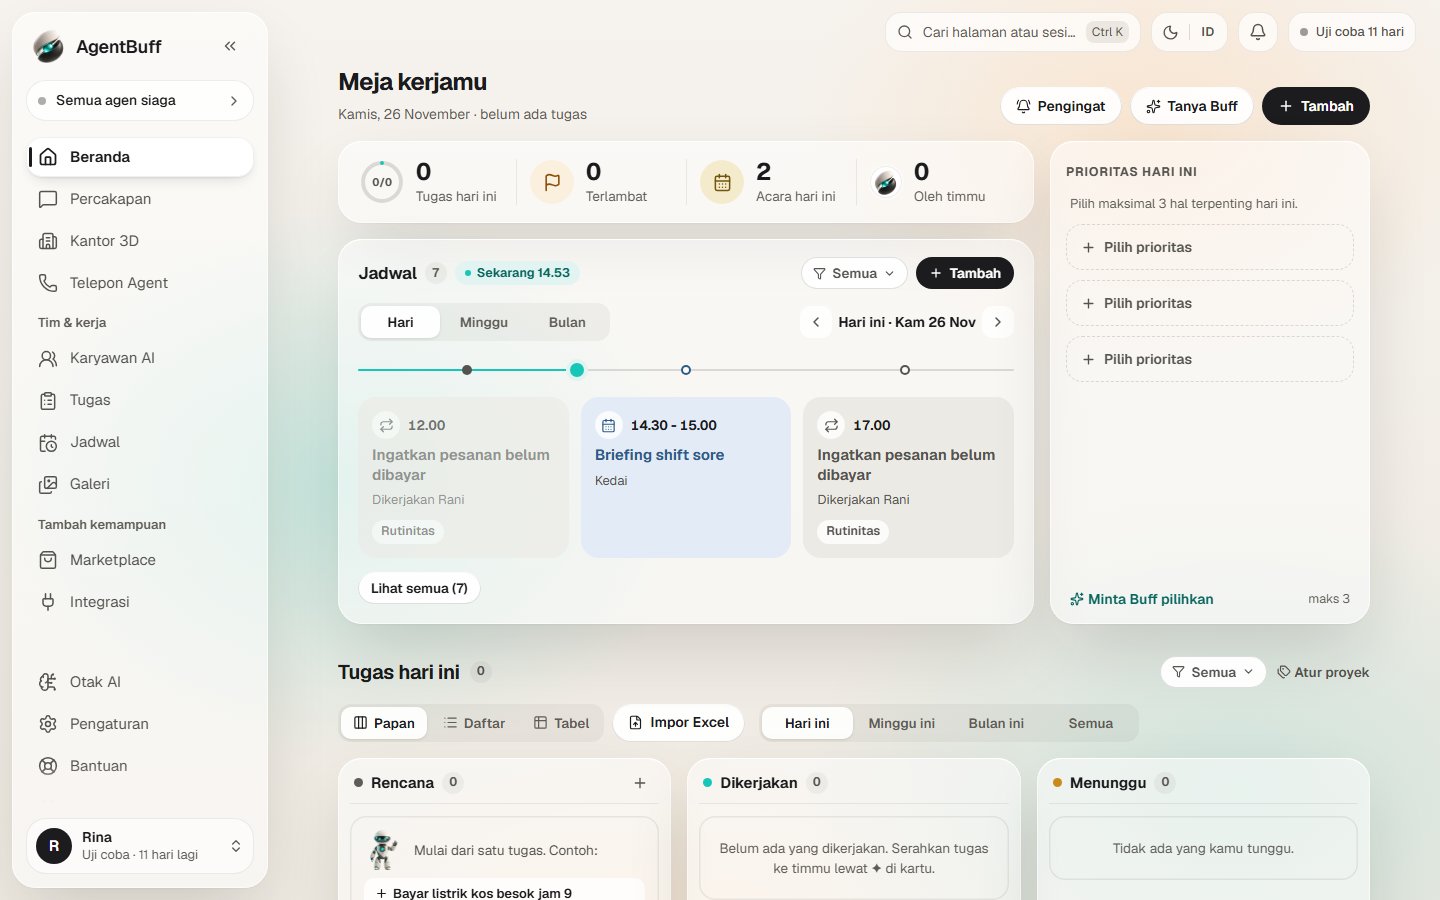 AgentBuff
Semua agen siaga
Beranda
Percakapan
Kantor 3D
Telepon Agent
Tim & kerja
Karyawan AI
Tugas
Jadwal
Galeri
Tambah kemampuan
Marketplace
Integrasi
Otak AI
Pengaturan
Bantuan
R
Rina
Uji coba · 11 hari lagi
Cari halaman atau sesi... Ctrl K
ID
Uji coba 11 hari
Meja kerjamu
Kamis, 26 November · belum ada tugas
Pengingat
Tanya Buff
+ Tambah
0/0
0
Tugas hari ini
0
Terlambat
2
Acara hari ini
0
Oleh timmu
Jadwal 7 Sekarang 14.53
Semua
+ Tambah
Hari Minggu Bulan
Hari ini · Kam 26 Nov
12.00
Ingatkan pesanan belum
dibayar
Dikerjakan Rani
Rutinitas
14.30 - 15.00
Briefing shift sore
Kedai
17.00
Ingatkan pesanan belum
dibayar
Dikerjakan Rani
Rutinitas
Lihat semua (7)
PRIORITAS HARI INI
Pilih maksimal 3 hal terpenting hari ini.
+ Pilih prioritas
+ Pilih prioritas
+ Pilih prioritas
Minta Buff pilihkan
maks 3
Tugas hari ini 0
Semua
Atur proyek
Papan Daftar Tabel
Impor Excel
Hari ini Minggu ini Bulan ini Semua
Rencana 0 +
Mulai dari satu tugas. Contoh:
+ Bayar listrik kos besok jam 9
Dikerjakan 0
Belum ada yang dikerjakan. Serahkan tugas
ke timmu lewat ✦ di kartu.
Menunggu 0
Tidak ada yang kamu tunggu.